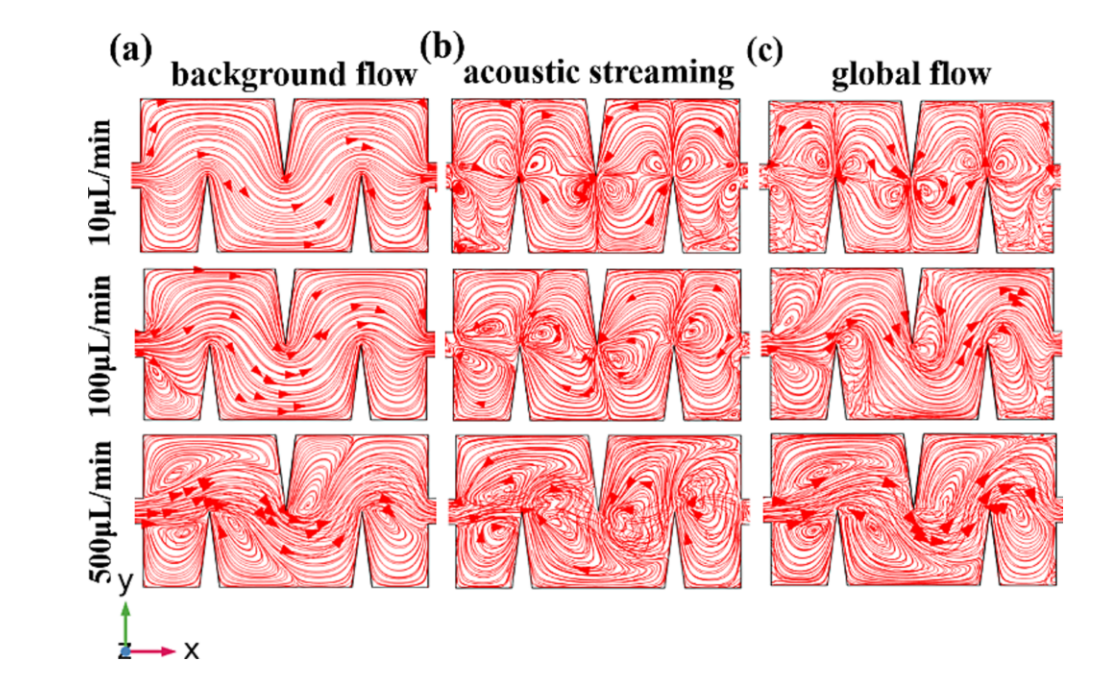 (a) (b) (c)
background flow acoustic streaming global flow
10μL/min
100μL/min
500μL/min
y
z x